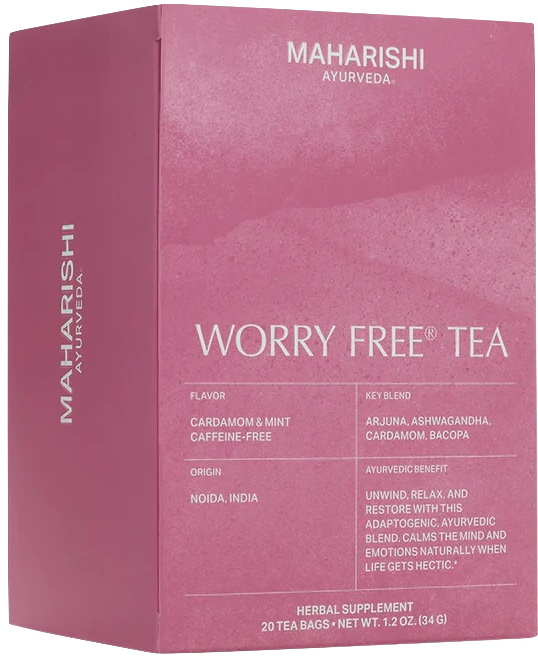 MAHARISHI
AYURVEDA
MAHARISHI
AYURVEDA®
WORRY FREE® TEA
FLAVOR
CARDAMOM & MINT
CAFFEINE-FREE
KEY BLEND
ARJUNA, ASHWAGANDHA,
CARDAMOM, BACOPA
ORIGIN
NOIDA, INDIA
AYURVEDIC BENEFIT
UNWIND, RELAX, AND
RESTORE WITH THIS
ADAPTOGENIC, AYURVEDIC
BLEND. CALMS THE MIND AND
EMOTIONS NATURALLY WHEN
LIFE GETS HECTIC.*
HERBAL SUPPLEMENT
20 TEA BAGS • NET WT. 1.2 OZ. (34 G)